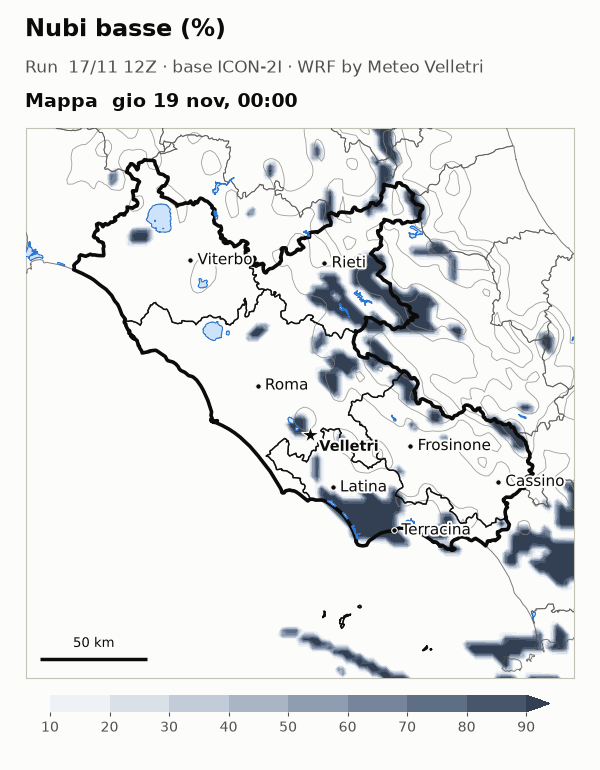 Nubi basse (%)
Run  17/11 12Z · base ICON-2I · WRF by Meteo Velletri
Mappa  gio 19 nov, 00:00
Viterbo
Rieti
Roma
Velletri
Frosinone
Cassino
Latina
Terracina
50 km
10 20 30 40 50 60 70 80 90